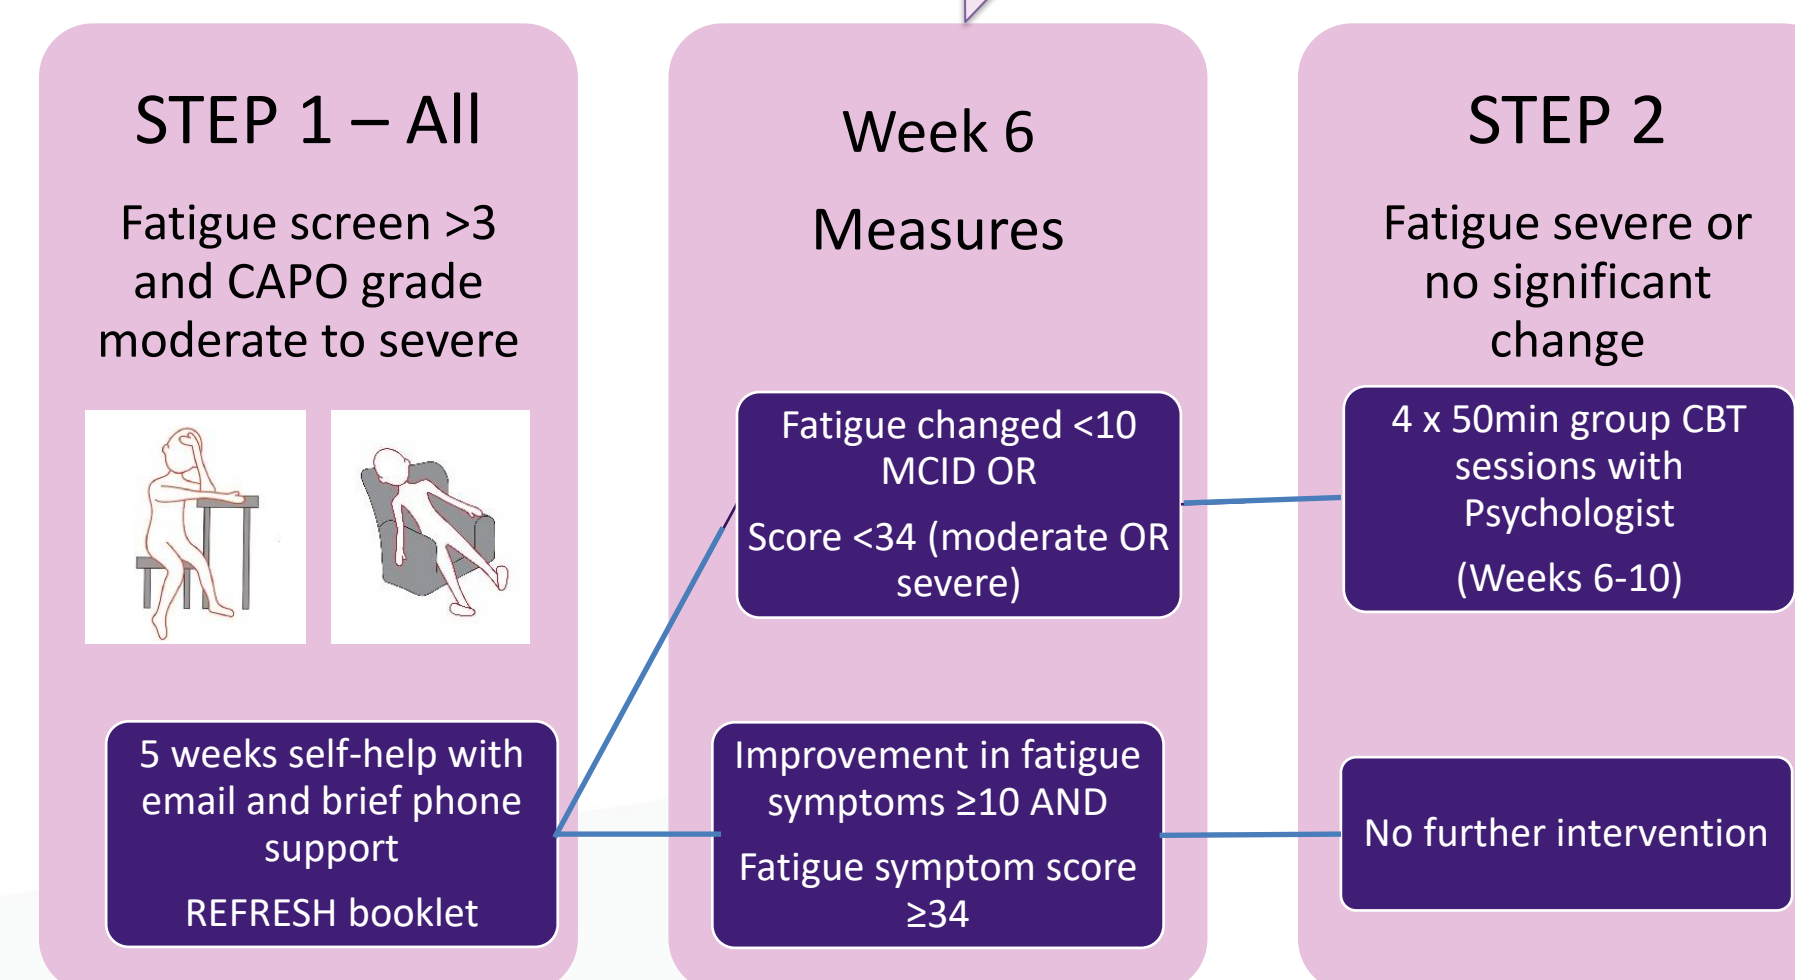 STEP 1 – All
Fatigue screen >3
and CAPO grade
moderate to severe
5 weeks self-help with
email and brief phone
support
REFRESH booklet
Week 6
Measures
Fatigue changed <10
MCID OR
Score <34 (moderate OR
severe)
Improvement in fatigue
symptoms ≥10 AND
Fatigue symptom score
≥34
STEP 2
Fatigue severe or
no significant
change
4 x 50min group CBT
sessions with
Psychologist
(Weeks 6-10)
No further intervention